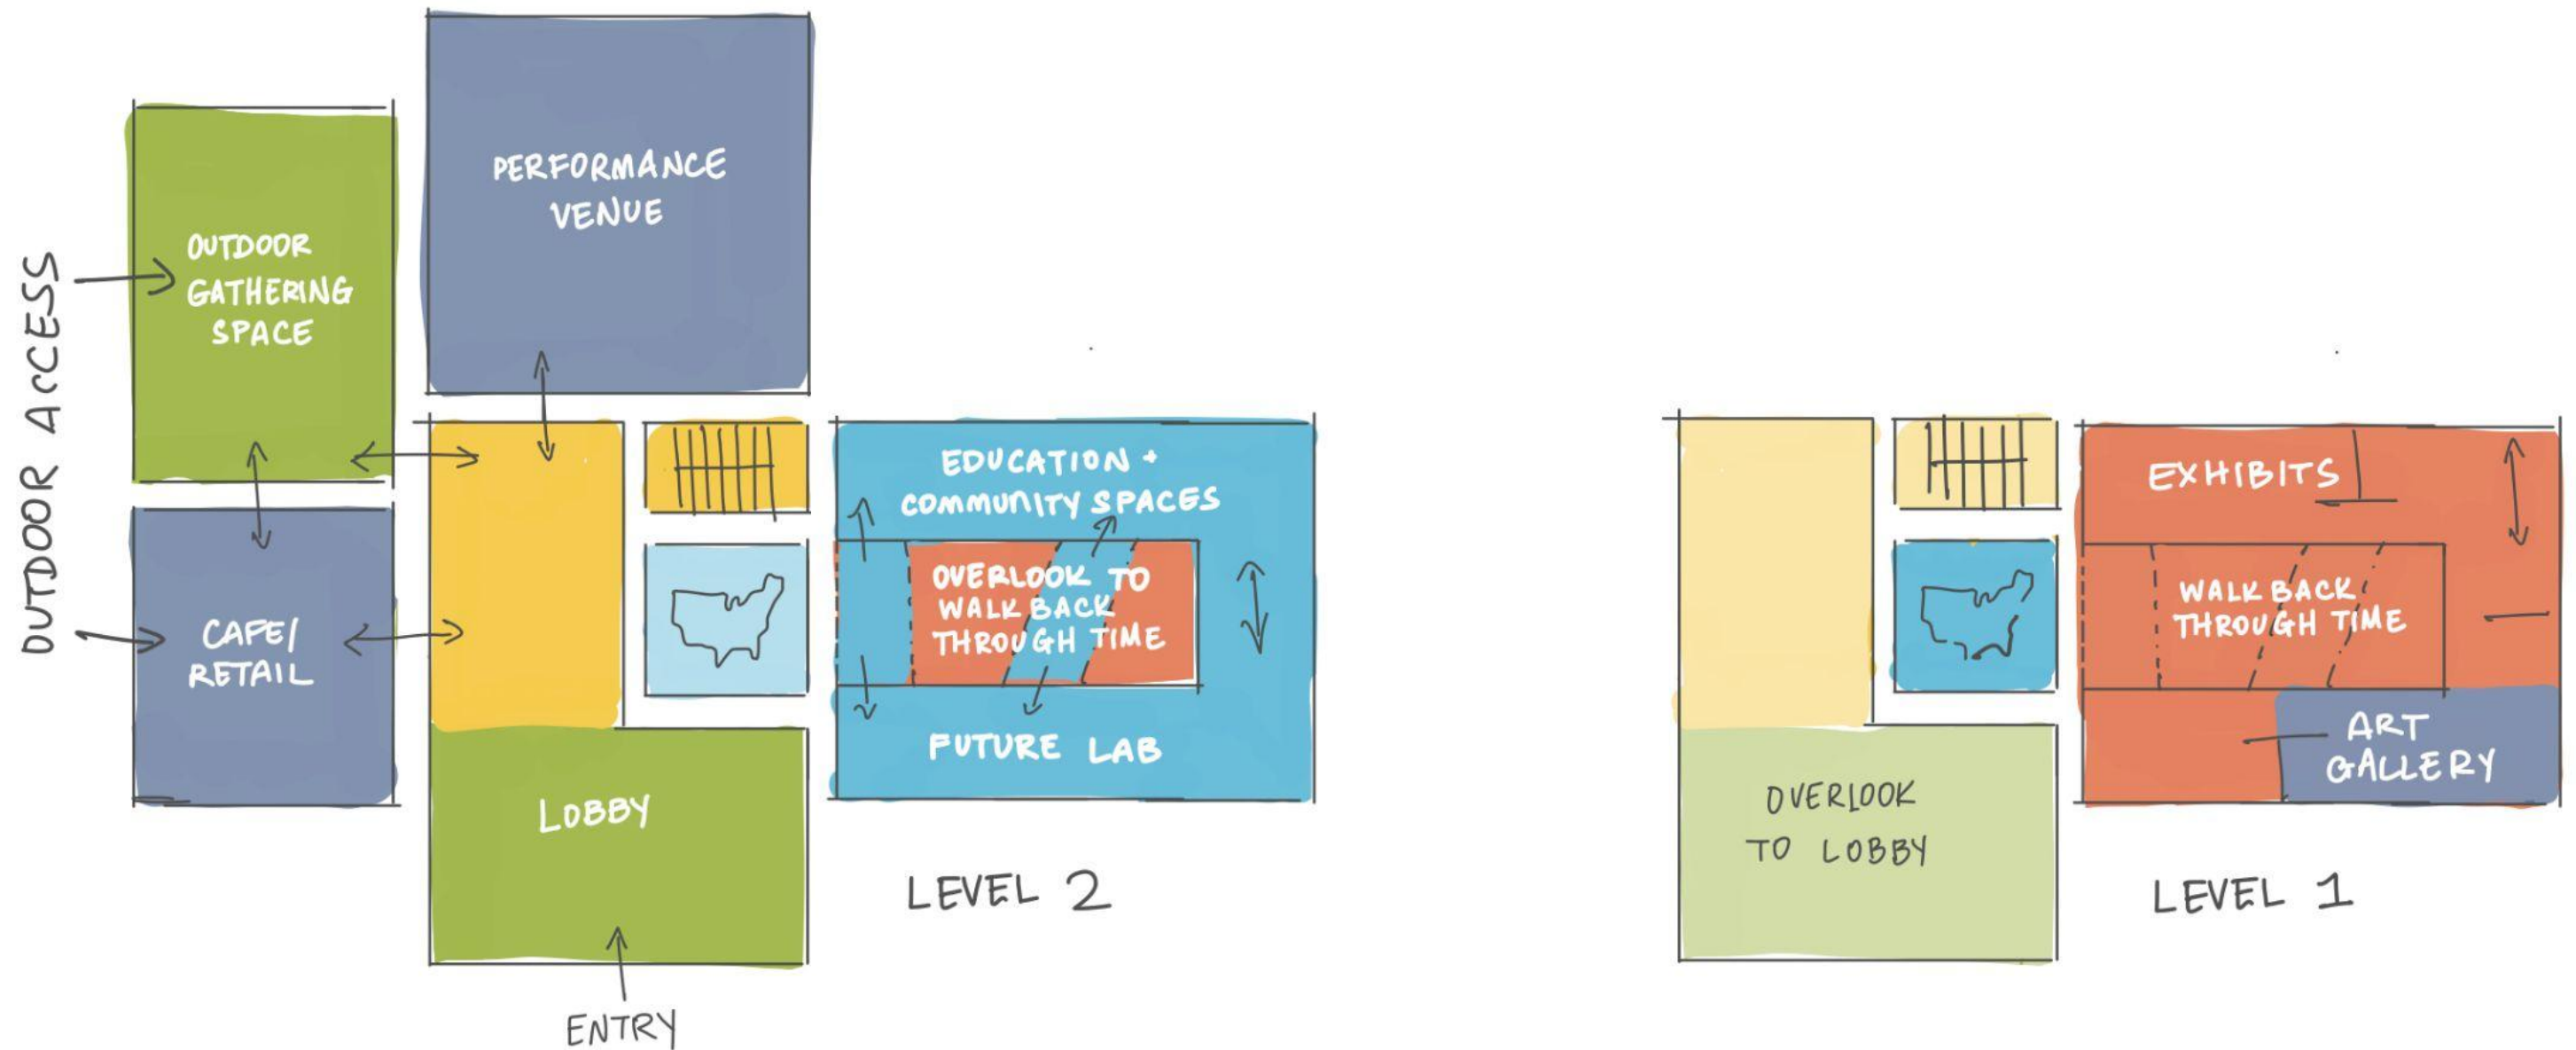 OUTDOOR ACCESS
OUTDOOR
GATHERING
SPACE
CAFE/
RETAIL
PERFORMANCE
VENUE
LOBBY
ENTRY
EDUCATION +
COMMUNITY SPACES
OVERLOOK TO
WALK BACK
THROUGH TIME
FUTURE LAB
LEVEL 2
OVERLOOK
TO LOBBY
EXHIBITS
WALK BACK
THROUGH TIME
ART
GALLERY
LEVEL 1